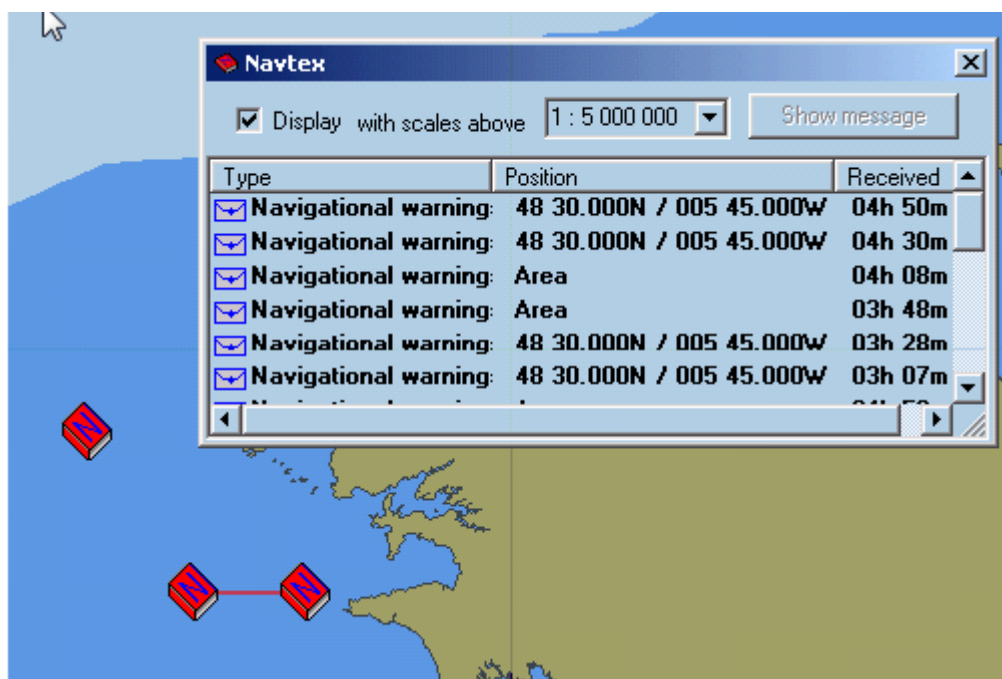 Navtex
Display with scales above 1 : 5 000 000 Show message
Type Position Received
Navigational warning: 48 30.000N / 005 45.000W 04h 50m
Navigational warning: 48 30.000N / 005 45.000W 04h 30m
Navigational warning: Area 04h 08m
Navigational warning: Area 03h 48m
Navigational warning: 48 30.000N / 005 45.000W 03h 28m
Navigational warning: 48 30.000N / 005 45.000W 03h 07m
N
N N